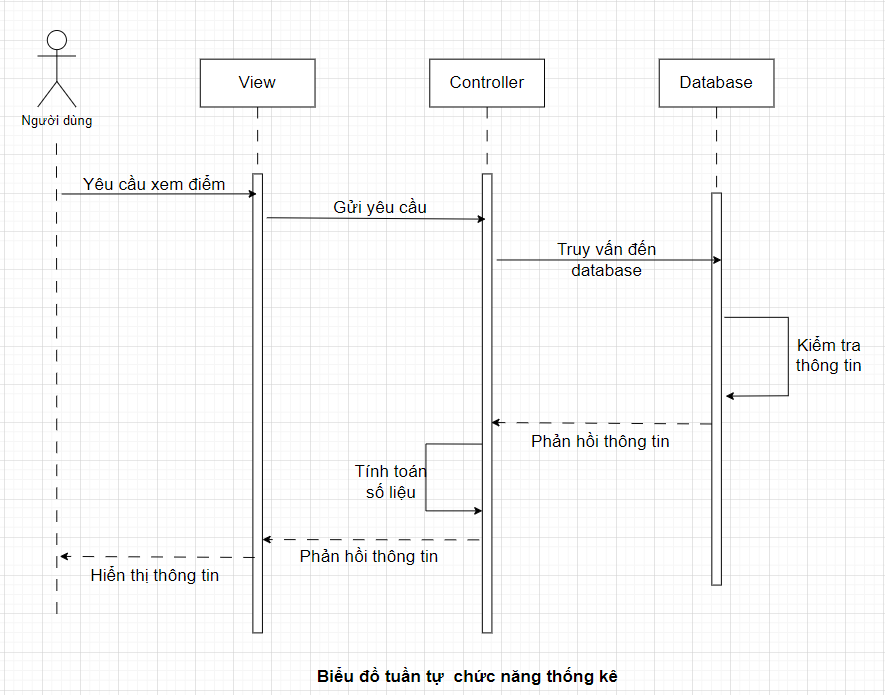 View
Controller
Database
Người dùng
Yêu cầu xem điểm
Gửi yêu cầu
Truy vấn đến
database
Kiểm tra
thông tin
Phản hồi thông tin
Tính toán
số liệu
Phản hồi thông tin
Hiển thị thông tin
Biểu đồ tuần tự  chức năng thống kê